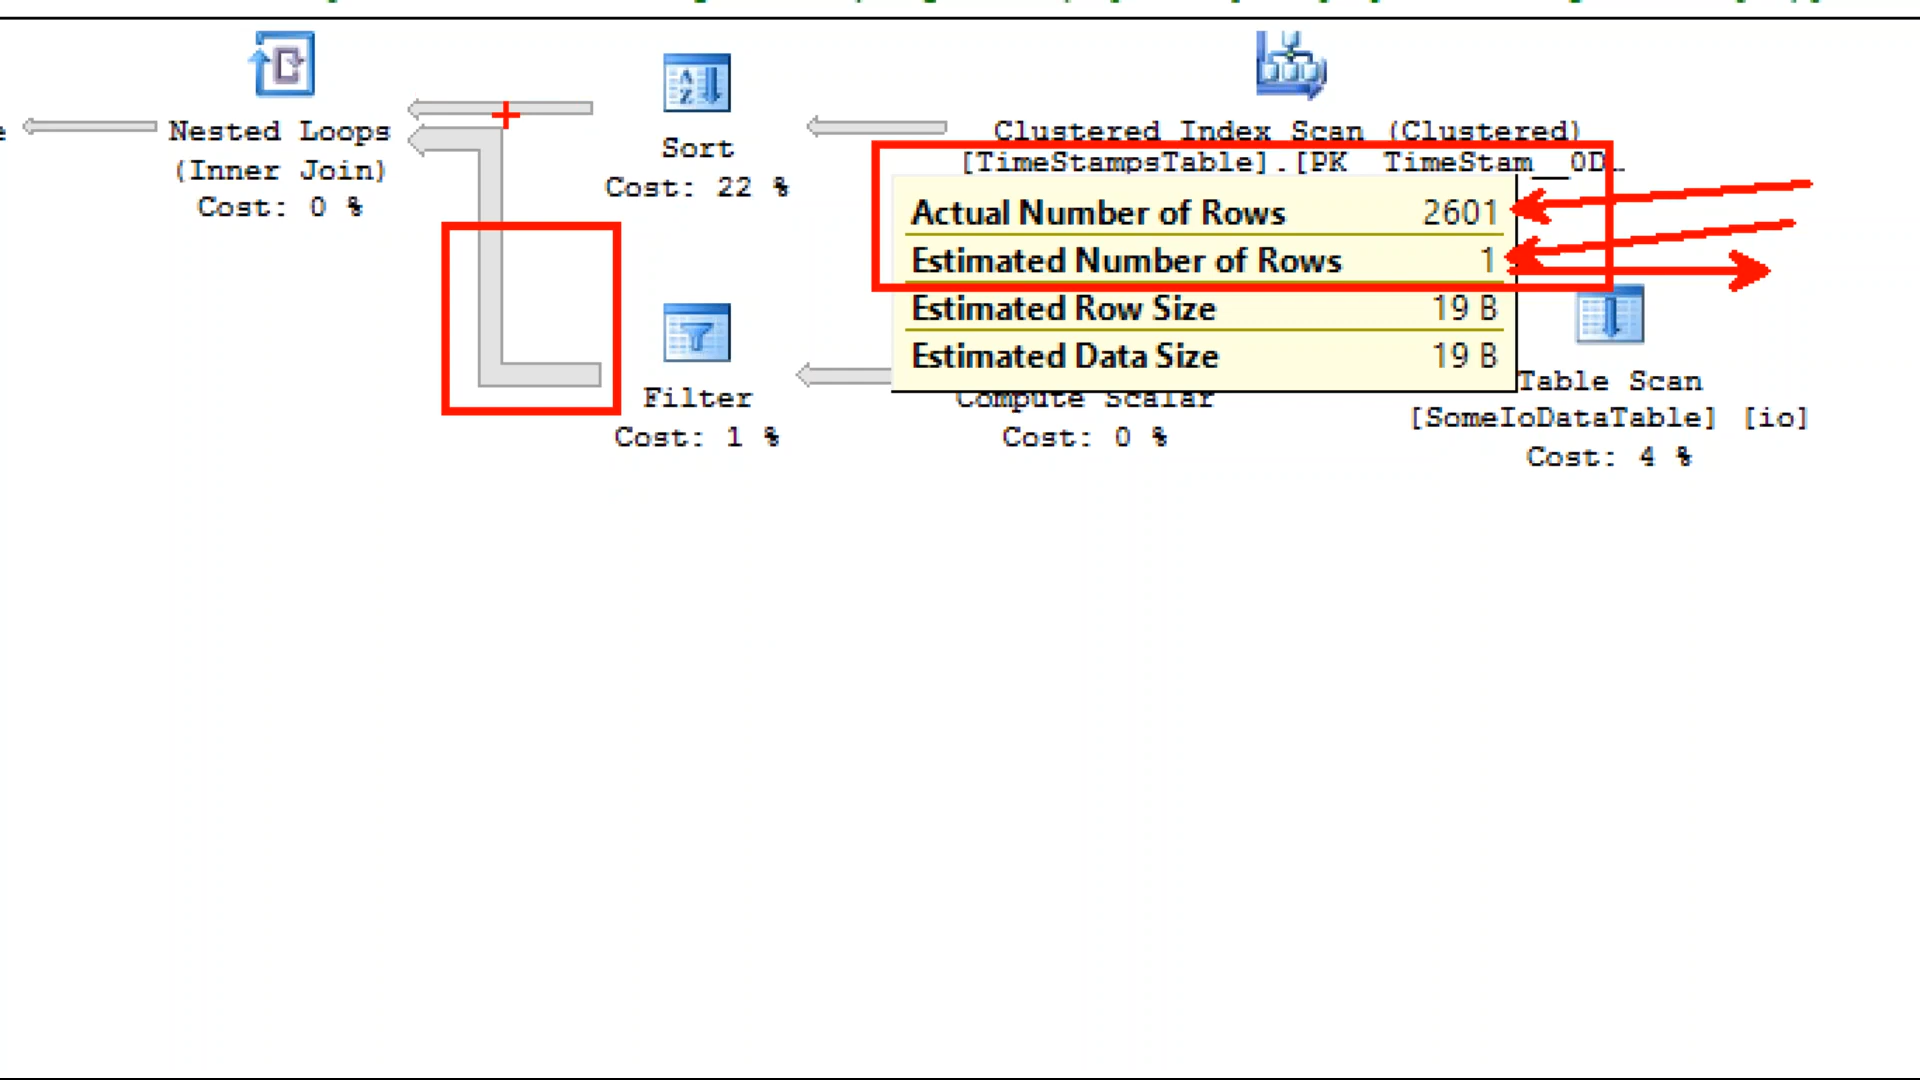 Nested Loops
(Inner Join)
Cost: 0 %
Sort
Cost: 22 %
Clustered Index Scan (Clustered)
[TimeStampsTable].[PK__TimeStam__0D…
Actual Number of Rows 2601
Estimated Number of Rows 1
Estimated Row Size 19 B
Estimated Data Size 19 B
Filter
Cost: 1 %
Compute Scalar
Cost: 0 %
Table Scan
[SomeIoDataTable] [io]
Cost: 4 %